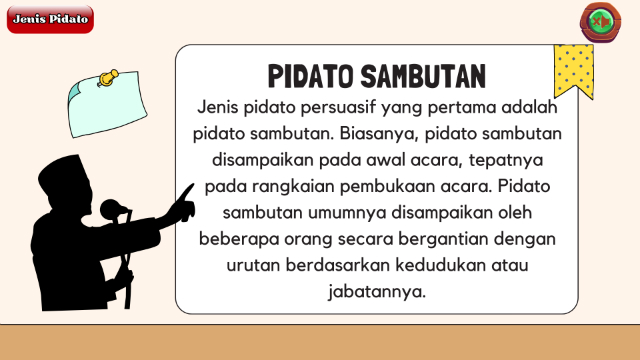 Jenis Pidato
PIDATO SAMBUTAN
Jenis pidato persuasif yang pertama adalah
pidato sambutan. Biasanya, pidato sambutan
disampaikan pada awal acara, tepatnya
pada rangkaian pembukaan acara. Pidato
sambutan umumnya disampaikan oleh
beberapa orang secara bergantian dengan
urutan berdasarkan kedudukan atau
jabatannya.